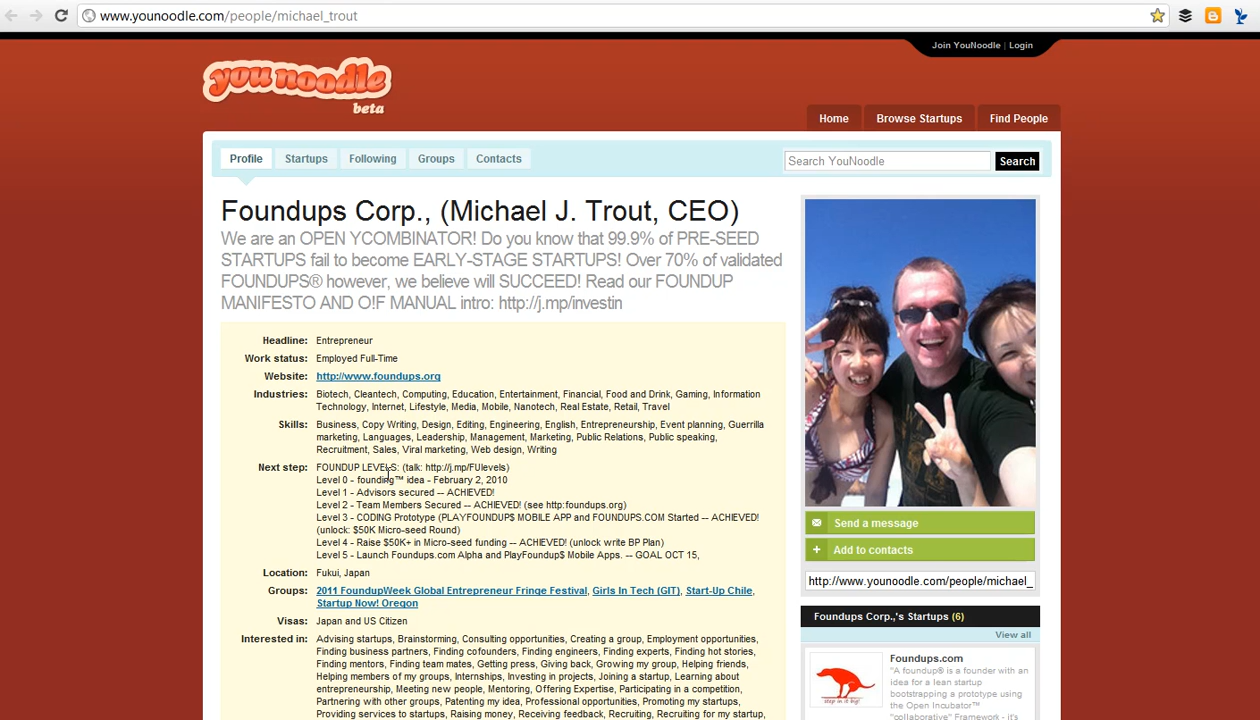 www.younoodle.com/people/michael_trout
Join YouNoodle | Login
you noodle
beta
Home Browse Startups Find People
Profile Startups Following Groups Contacts
Search YouNoodle Search
Foundups Corp., (Michael J. Trout, CEO)
We are an OPEN YCOMBINATOR! Do you know that 99.9% of PRE-SEED
STARTUPS fail to become EARLY-STAGE STARTUPS! Over 70% of validated
FOUNDUPS® however, we believe will SUCCEED! Read our FOUNDUP
MANIFESTO AND O!F MANUAL intro: http://j.mp/investin
Headline: Entrepreneur
Work status: Employed Full-Time
Website: http://www.foundups.org
Industries: Biotech, Cleantech, Computing, Education, Entertainment, Financial, Food and Drink, Gaming, Information
Technology, Internet, Lifestyle, Media, Mobile, Nanotech, Real Estate, Retail, Travel
Skills: Business, Copy Writing, Design, Editing, Engineering, English, Entrepreneurship, Event planning, Guerrilla
marketing, Languages, Leadership, Management, Marketing, Public Relations, Public speaking,
Recruitment, Sales, Viral marketing, Web design, Writing
Next step: FOUNDUP LEVELS: (talk: http://j.mp/FUlevels)
Level 0 - founding™ idea - February 2, 2010
Level 1 - Advisors secured -- ACHIEVED!
Level 2 - Team Members Secured -- ACHIEVED! (see http:foundups.org)
Level 3 - CODING Prototype (PLAYFOUNDUP$ MOBILE APP and FOUNDUPS.COM Started -- ACHIEVED!
(unlock: $50K Micro-seed Round)
Level 4 - Raise $50K+ in Micro-seed funding -- ACHIEVED! (unlock write BP Plan)
Level 5 - Launch Foundups.com Alpha and PlayFoundup$ Mobile Apps. -- GOAL OCT 15,
Location: Fukui, Japan
Groups: 2011 FoundupWeek Global Entrepreneur Fringe Festival, Girls In Tech (GIT), Start-Up Chile,
Startup Now! Oregon
Visas: Japan and US Citizen
Interested in: Advising startups, Brainstorming, Consulting opportunities, Creating a group, Employment opportunities,
Finding business partners, Finding cofounders, Finding engineers, Finding experts, Finding hot stories,
Finding mentors, Finding team mates, Getting press, Giving back, Growing my group, Helping friends,
Helping members of my groups, Internships, Investing in projects, Joining a startup, Learning about
entrepreneurship, Meeting new people, Mentoring, Offering Expertise, Participating in a competition,
Partnering with other groups, Patenting my idea, Professional opportunities, Promoting my startups,
Providing services to startups, Raising money, Receiving feedback, Recruiting, Recruiting for my startup,
Send a message
Add to contacts
http://www.younoodle.com/people/michael_
Foundups Corp.,'s Startups (6)
View all
Foundups.com
"A foundup® is a founder with an
idea for a lean startup
bootstrapping a prototype using
the Open Incubator™
"collaborative" Framework - it's